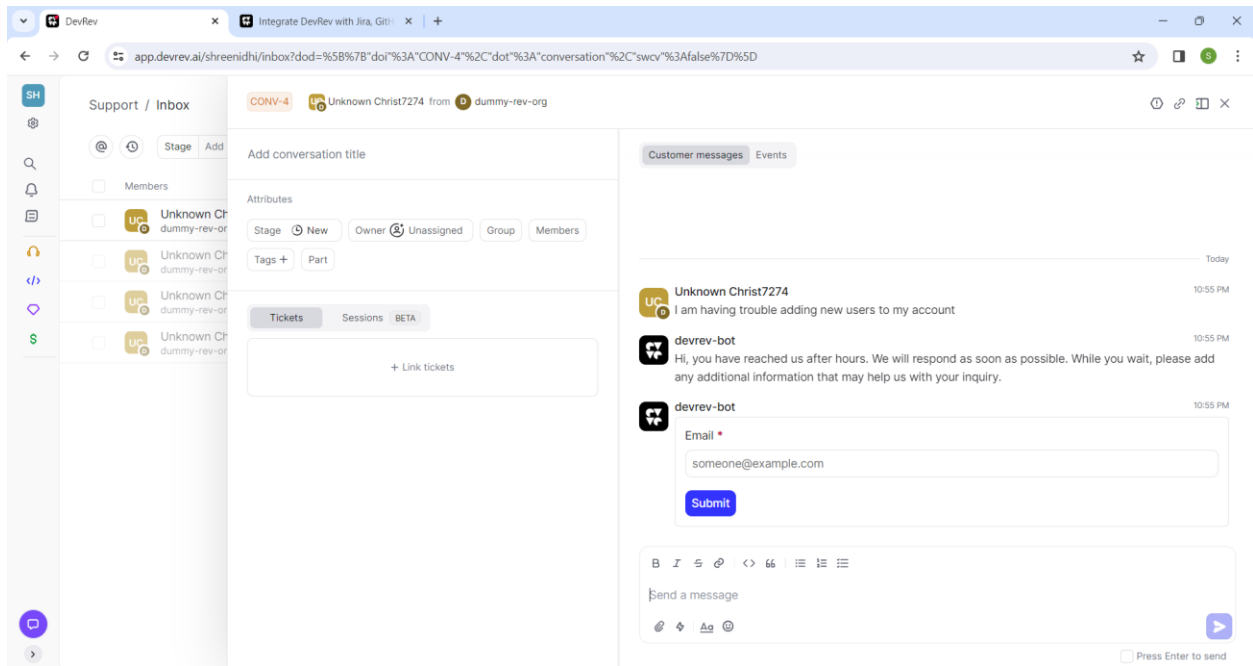 DevRev
Integrate DevRev with Jira, GitH
app.devrev.ai/shreenidhi/inbox?dod=%5B%7B"doi"%3A"CONV-4"%2C"dot"%3A"conversation"%2C"swcv"%3Afalse%7D%5D
S
SH
Support / Inbox
CONV-4
UC
D
Unknown Christ7274 from D dummy-rev-org
Stage Add
Members
UC D Unknown Ch
dummy-rev-or
UC D Unknown Ch
dummy-rev-or
UC D Unknown Ch
dummy-rev-or
UC D Unknown Ch
dummy-rev-or
Add conversation title
Attributes
Stage New Owner Unassigned Group Members
Tags + Part
Tickets Sessions BETA
+ Link tickets
Customer messages Events
Today
UC D Unknown Christ7274 10:55 PM
I am having trouble adding new users to my account
devrev-bot 10:55 PM
Hi, you have reached us after hours. We will respond as soon as possible. While you wait, please add
any additional information that may help us with your inquiry.
devrev-bot 10:55 PM
Email *
someone@example.com
Submit
B I S
Send a message
Aa
Press Enter to send